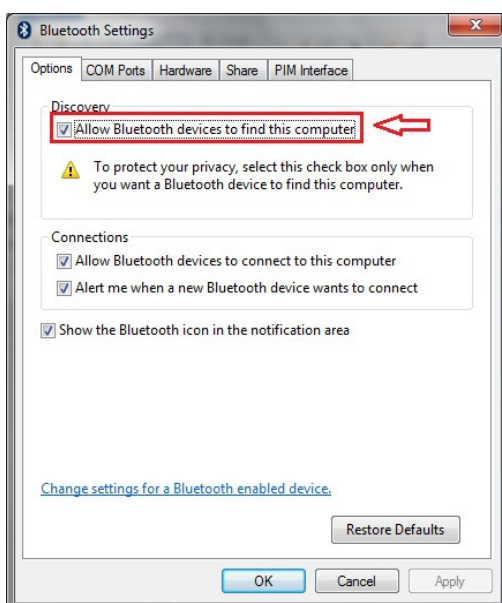 Bluetooth Settings
Options COM Ports Hardware Share PIM Interface
Discovery
Allow Bluetooth devices to find this computer
To protect your privacy, select this check box only when
you want a Bluetooth device to find this computer.
Connections
Allow Bluetooth devices to connect to this computer
Alert me when a new Bluetooth device wants to connect
Show the Bluetooth icon in the notification area
Change settings for a Bluetooth enabled device.
Restore Defaults
OK Cancel Apply